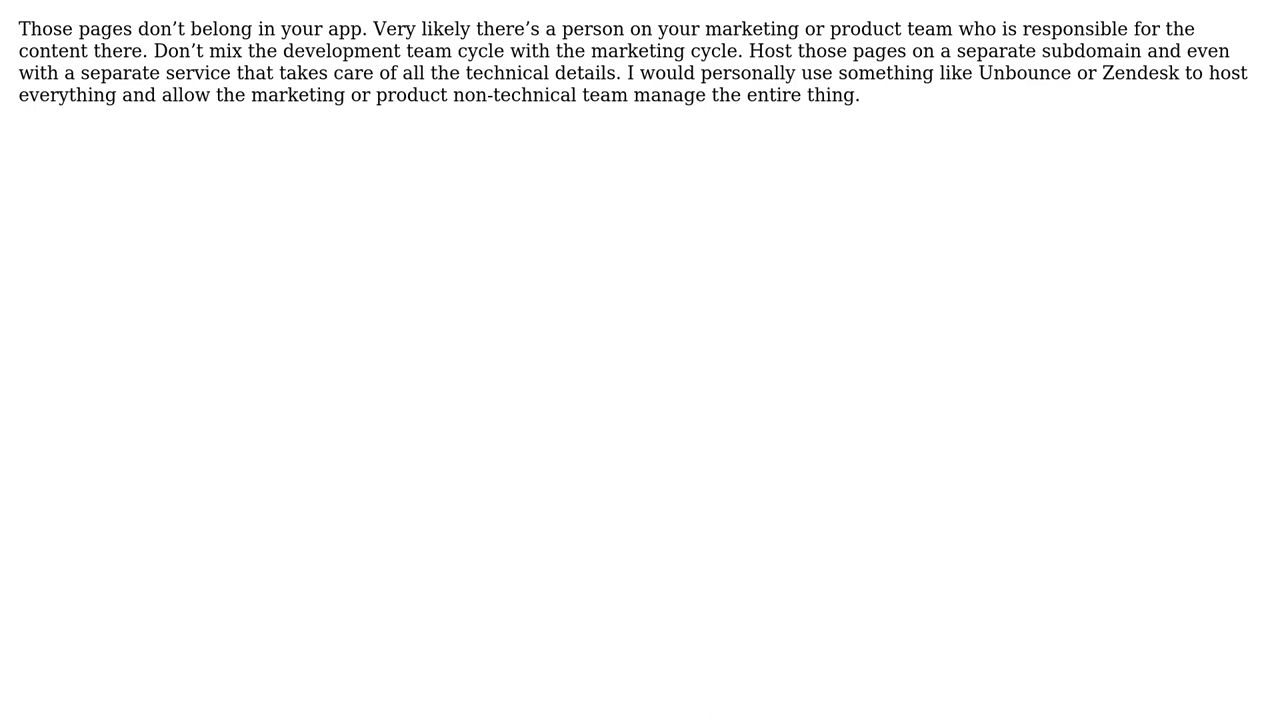 Those pages don’t belong in your app. Very likely there’s a person on your marketing or product team who is responsible for the
content there. Don’t mix the development team cycle with the marketing cycle. Host those pages on a separate subdomain and even
with a separate service that takes care of all the technical details. I would personally use something like Unbounce or Zendesk to host
everything and allow the marketing or product non-technical team manage the entire thing.